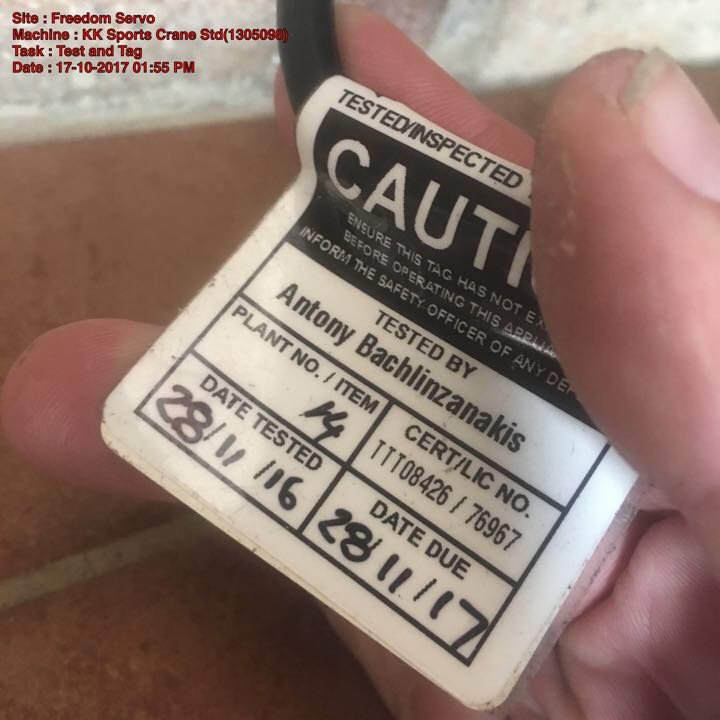 Site : Freedom Servo
Machine : KK Sports Crane Std(1305098)
Task : Test and Tag
Date : 17-10-2017 01:55 PM
TESTED/INSPECTED
CAUTI
ENSURE THIS TAG HAS NOT EX
BEFORE OPERATING THIS APPLIA
INFORM THE SAFETY OFFICER OF ANY DEF
TESTED BY
Antony Bachlinzanakis
PLANT NO. / ITEM
CERT/LIC NO.
TTT08426 / 76967
DATE TESTED
28/11/16
DATE DUE
28/11/17